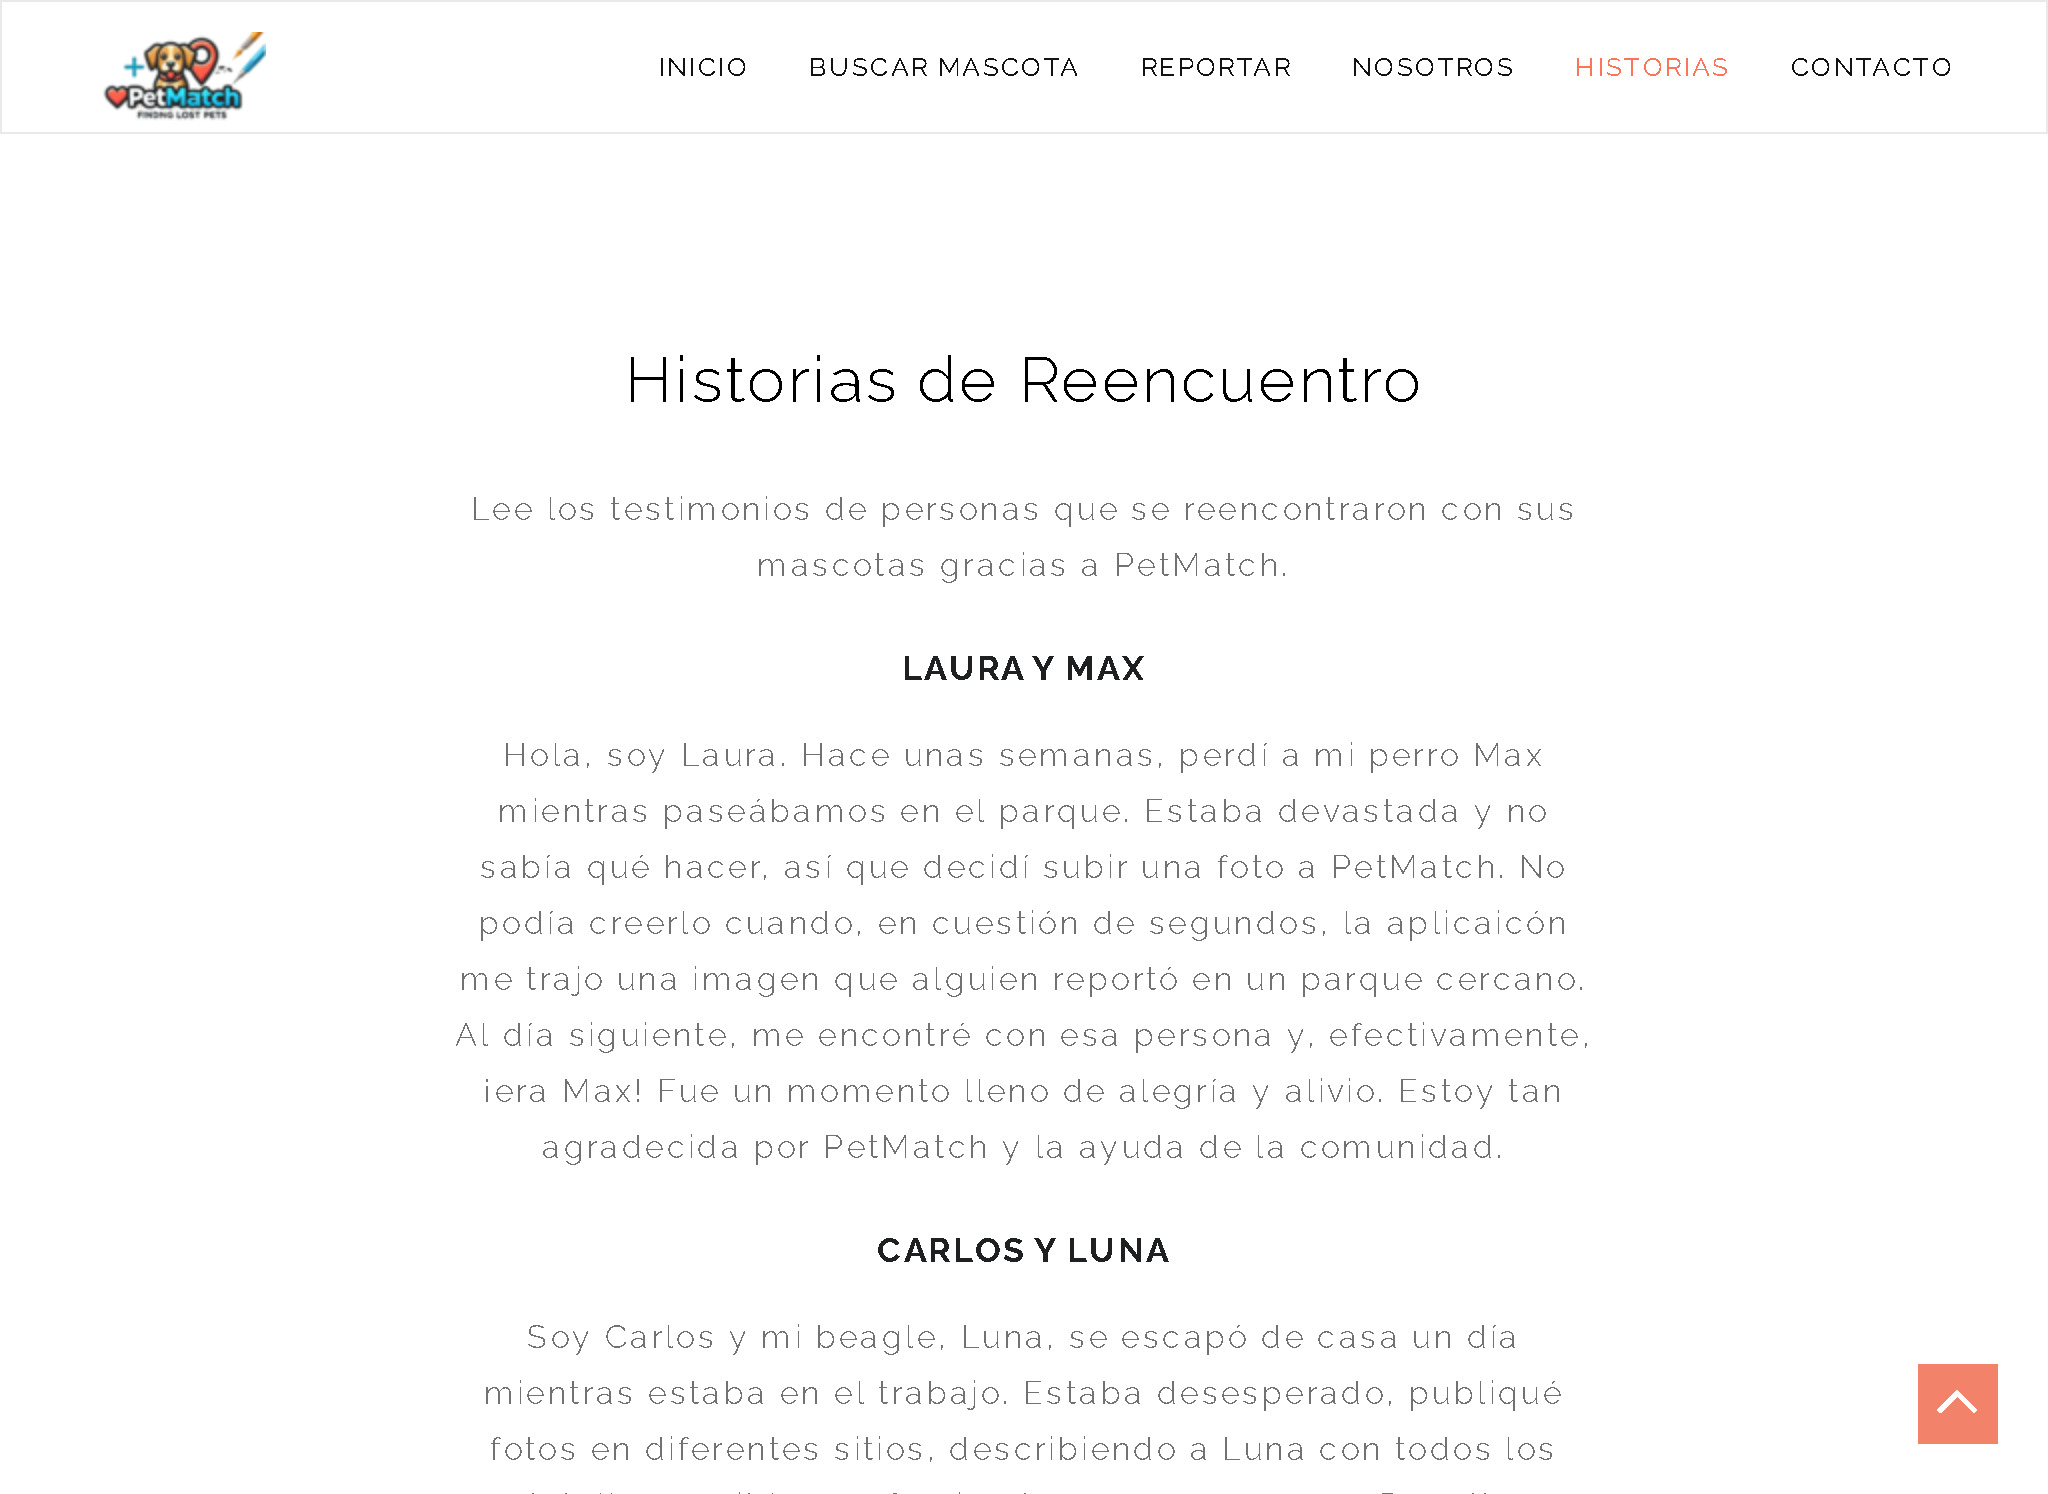 PetMatch
FINDING LOST PETS
INICIO BUSCAR MASCOTA REPORTAR NOSOTROS HISTORIAS CONTACTO
Historias de Reencuentro
Lee los testimonios de personas que se reencontraron con sus
mascotas gracias a PetMatch.
LAURA Y MAX
Hola, soy Laura. Hace unas semanas, perdí a mi perro Max
mientras paseábamos en el parque. Estaba devastada y no
sabía qué hacer, así que decidí subir una foto a PetMatch. No
podía creerlo cuando, en cuestión de segundos, la aplicaicón
me trajo una imagen que alguien reportó en un parque cercano.
Al día siguiente, me encontré con esa persona y, efectivamente,
¡era Max! Fue un momento lleno de alegría y alivio. Estoy tan
agradecida por PetMatch y la ayuda de la comunidad.
CARLOS Y LUNA
Soy Carlos y mi beagle, Luna, se escapó de casa un día
mientras estaba en el trabajo. Estaba desesperado, publiqué
fotos en diferentes sitios, describiendo a Luna con todos los